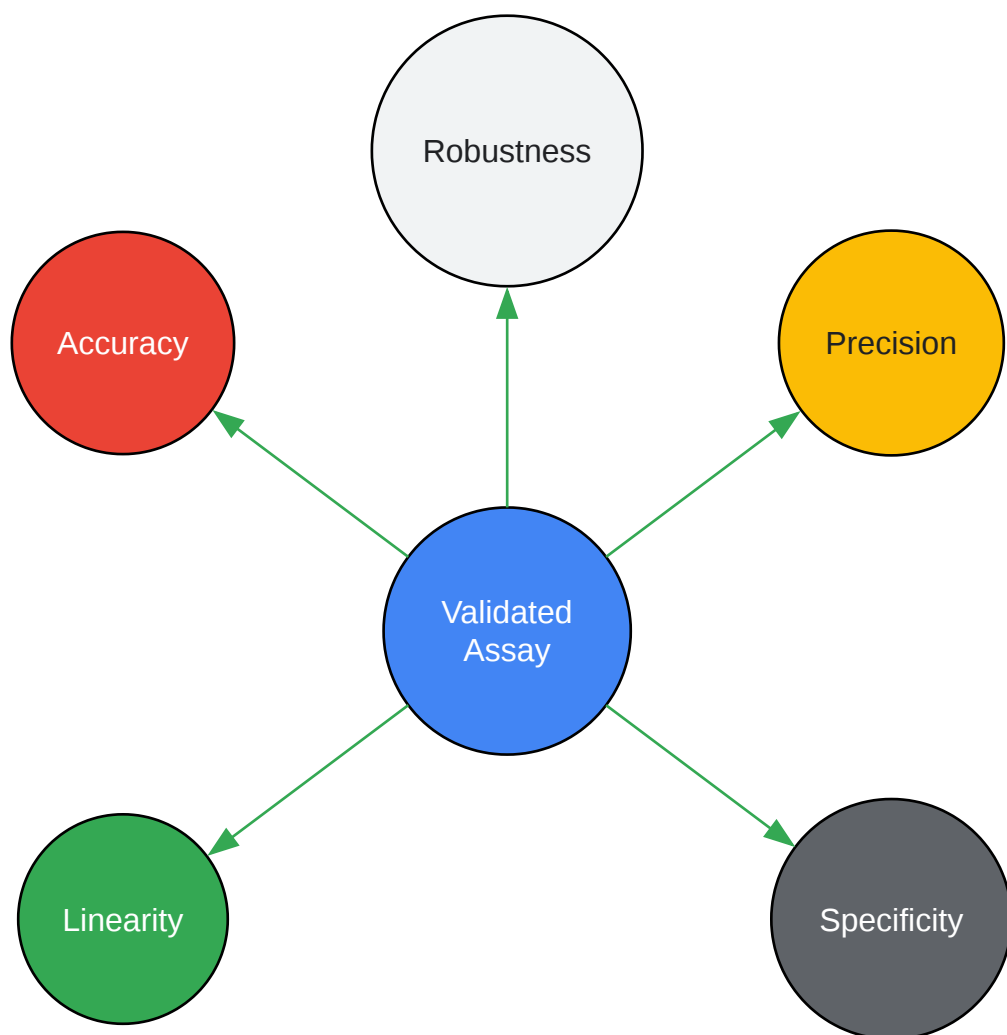 Robustness
Accuracy
Precision
Validated
Assay
Linearity
Specificity